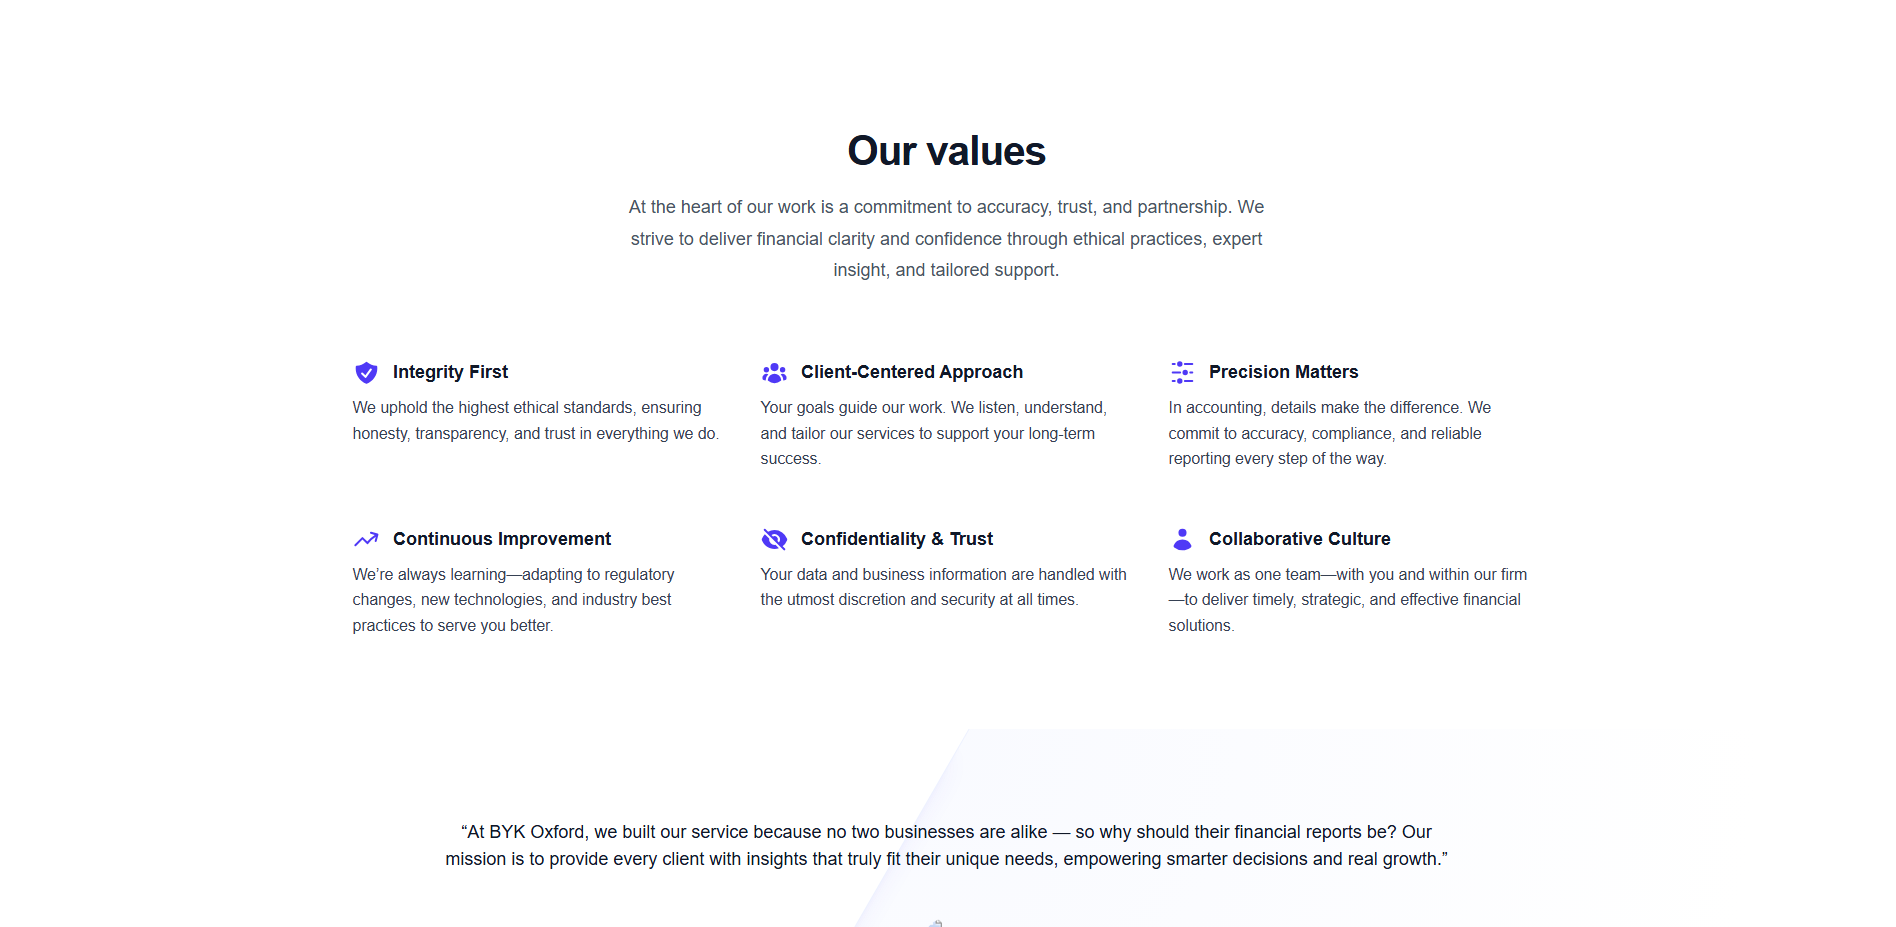 Our values
At the heart of our work is a commitment to accuracy, trust, and partnership. We
strive to deliver financial clarity and confidence through ethical practices, expert
insight, and tailored support.
Integrity First
We uphold the highest ethical standards, ensuring
honesty, transparency, and trust in everything we do.
Client-Centered Approach
Your goals guide our work. We listen, understand,
and tailor our services to support your long-term
success.
Precision Matters
In accounting, details make the difference. We
commit to accuracy, compliance, and reliable
reporting every step of the way.
Continuous Improvement
We’re always learning—adapting to regulatory
changes, new technologies, and industry best
practices to serve you better.
Confidentiality & Trust
Your data and business information are handled with
the utmost discretion and security at all times.
Collaborative Culture
We work as one team—with you and within our firm
—to deliver timely, strategic, and effective financial
solutions.
“At BYK Oxford, we built our service because no two businesses are alike — so why should their financial reports be? Our
mission is to provide every client with insights that truly fit their unique needs, empowering smarter decisions and real growth.”